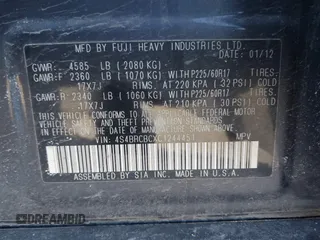 MFD BY FUJI HEAVY INDUSTRIES LTD. 01/12
GVWR: 4585 LB (2080 KG)
GAWR:F 2360 LB (1070 KG) WITH P225/60R17 TIRES.
17X7J RIMS, AT 220 KPA (32 PSI) COLD
GAWR:R 2340 LB (1060 KG) WITH P225/60R17 TIRES.
17X7J RIMS, AT 210 KPA (30 PSI) COLD
THIS VEHICLE CONFORMS TO ALL APPLICABLE FEDERAL MOTOR
VEHICLE SAFETY, BUMPER, AND THEFT PREVENTION
STANDARDS IN EFFECT ON THE DATE OF MANUFACTURE
SHOWN ABOVE.
VIN: MPV
ASSEMBLED BY SIA INC. MADE IN U.S.A.
DREAMBID